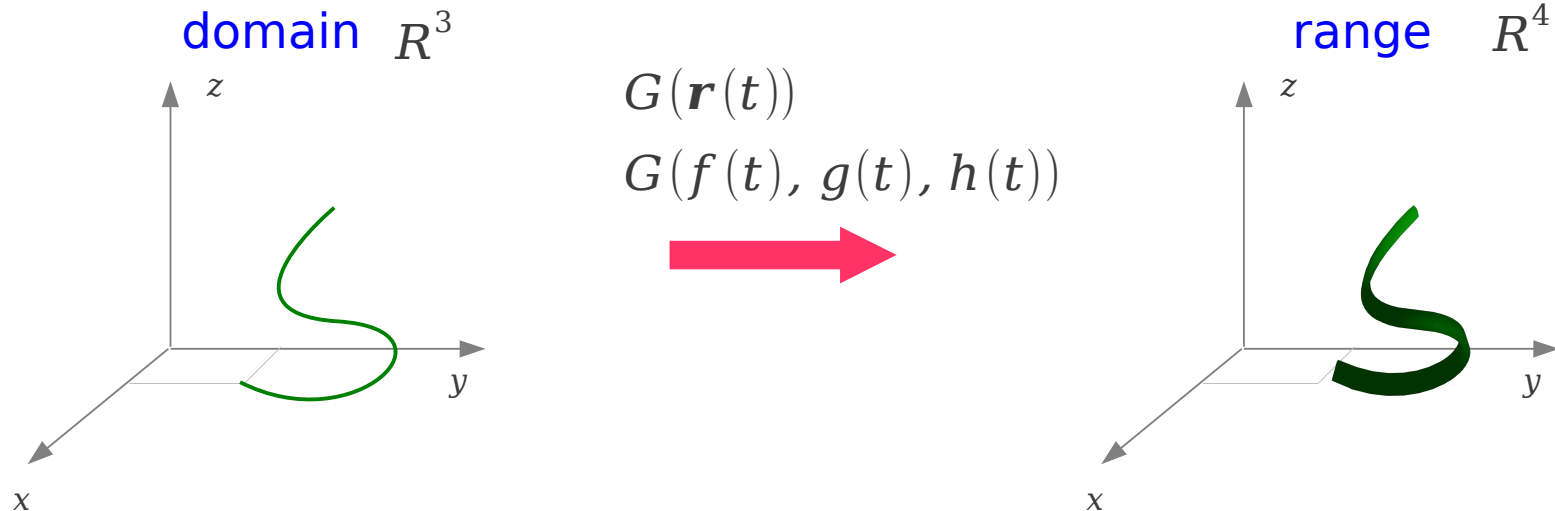 domain R³
z
y
x
G(r(t))
G(f(t), g(t), h(t))
range R⁴
z
y
x